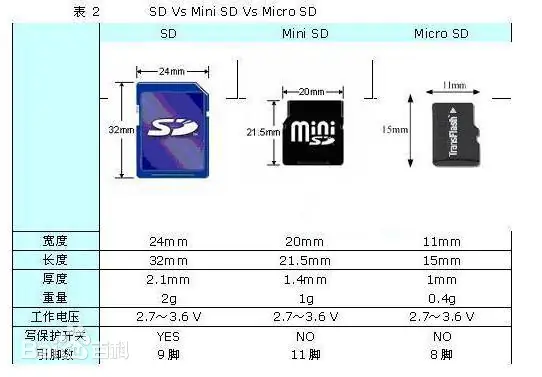 表 2 SD Vs Mini SD Vs Micro SD
SD Mini SD Micro SD
24mm 20mm 11mm
32mm 21.5mm 15mm
SD mini SD TransFlash
宽度 24mm 20mm 11mm
长度 32mm 21.5mm 15mm
厚度 2.1mm 1.4mm 1mm
重量 2g 1g 0.4g
工作电压 2.7～3.6 V 2.7～3.6 V 2.7～3.6 V
写保护开关 YES NO NO
引脚数 9 脚 11 脚 8 脚
Bai 百科